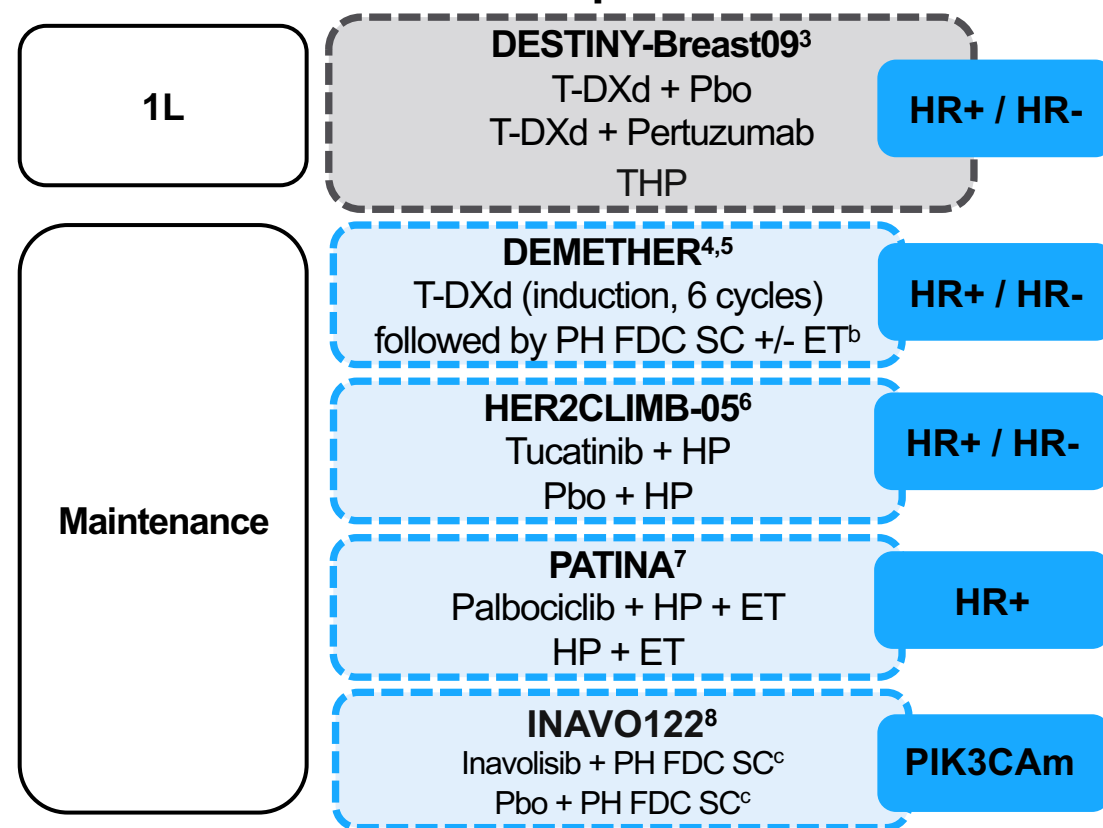 1L
DESTINY-Breast09³
T-DXd + Pbo
T-DXd + Pertuzumab
THP
HR+ / HR-
Maintenance
DEMETHER⁴,⁵
T-DXd (induction, 6 cycles)
followed by PH FDC SC +/- ETᵇ
HR+ / HR-
HER2CLIMB-05⁶
Tucatinib + HP
Pbo + HP
HR+ / HR-
PATINA⁷
Palbociclib + HP + ET
HP + ET
HR+
INAVO122⁸
Inavolisib + PH FDC SCᶜ
Pbo + PH FDC SCᶜ
PIK3CAm